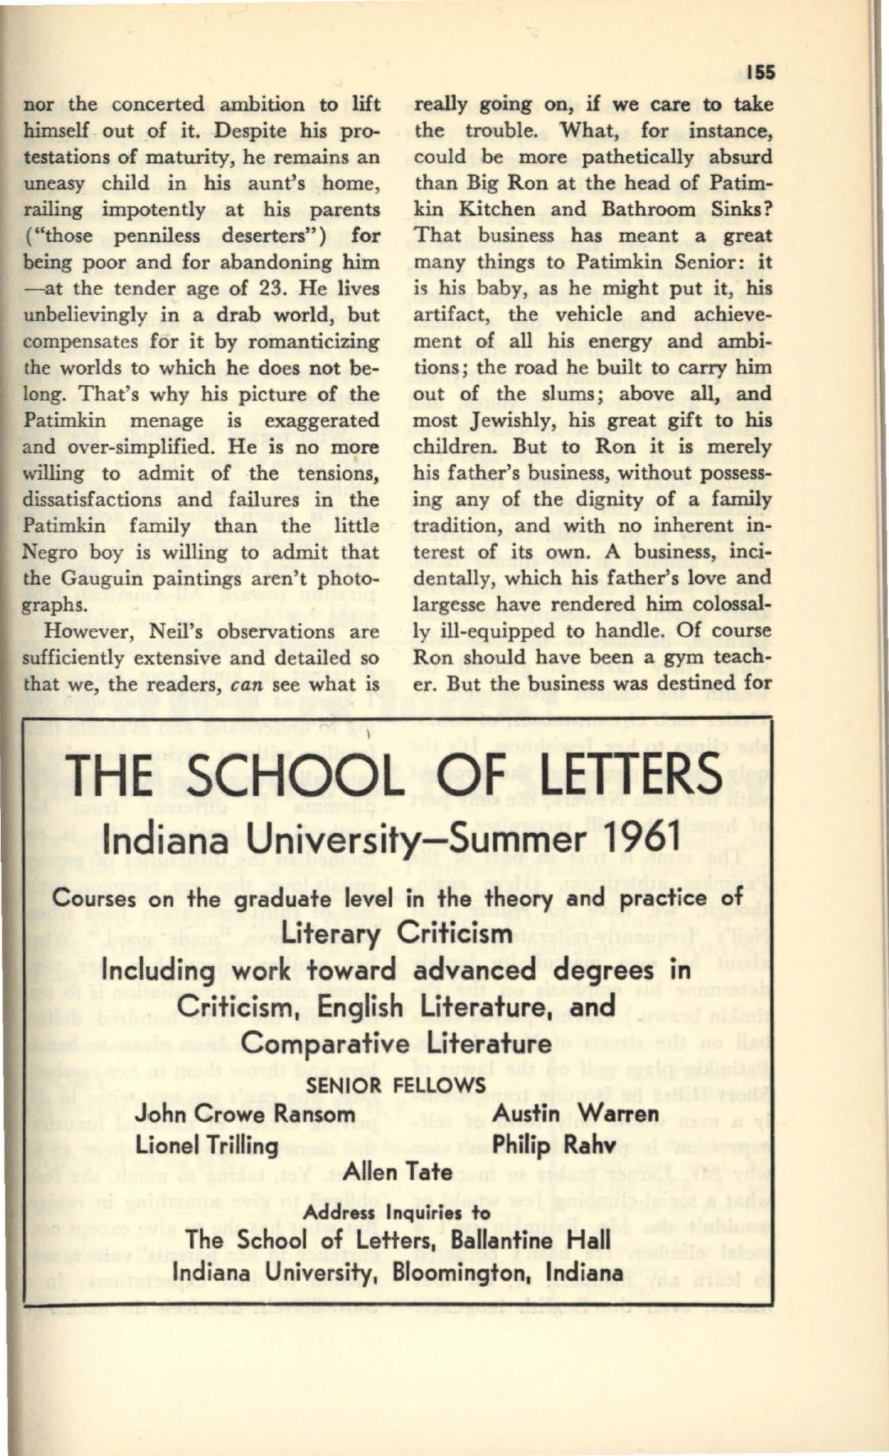 155
nor the concerted ambition to lift
himself out of it. Despite his pro-
testations of maturity, he remains an
uneasy child in his aunt's home,
railing impotently at his parents
("those penniless deserters") for
being poor and for abandoning him
—at the tender age of 23. He lives
unbelievingly in a drab world, but
compensates for it by romanticizing
the worlds to which he does not be-
long. That's why his picture of the
Patimkin menage is exaggerated
and over-simplified. He is no more
willing to admit of the tensions,
dissatisfactions and failures in the
Patimkin family than the little
Negro boy is willing to admit that
the Gauguin paintings aren't photo-
graphs.
However, Neil's observations are
sufficiently extensive and detailed so
that we, the readers, can see what is
really going on, if we care to take
the trouble. What, for instance,
could be more pathetically absurd
than Big Ron at the head of Patim-
kin Kitchen and Bathroom Sinks?
That business has meant a great
many things to Patimkin Senior: it
is his baby, as he might put it, his
artifact, the vehicle and achieve-
ment of all his energy and ambi-
tions; the road he built to carry him
out of the slums; above all, and
most Jewishly, his great gift to his
children. But to Ron it is merely
his father's business, without possess-
ing any of the dignity of a family
tradition, and with no inherent in-
terest of its own. A business, inci-
dentally, which his father's love and
largesse have rendered him colossal-
ly ill-equipped to handle. Of course
Ron should have been a gym teach-
er. But the business was destined for
THE SCHOOL OF LETTERS
Indiana University—Summer 1961
Courses on the graduate level in the theory and practice of
Literary Criticism
Including work toward advanced degrees in
Criticism, English Literature, and
Comparative Literature
SENIOR FELLOWS
John Crowe Ransom Austin Warren
Lionel Trilling Philip Rahv
Allen Tate
Address Inquiries to
The School of Letters, Ballantine Hall
Indiana University, Bloomington, Indiana